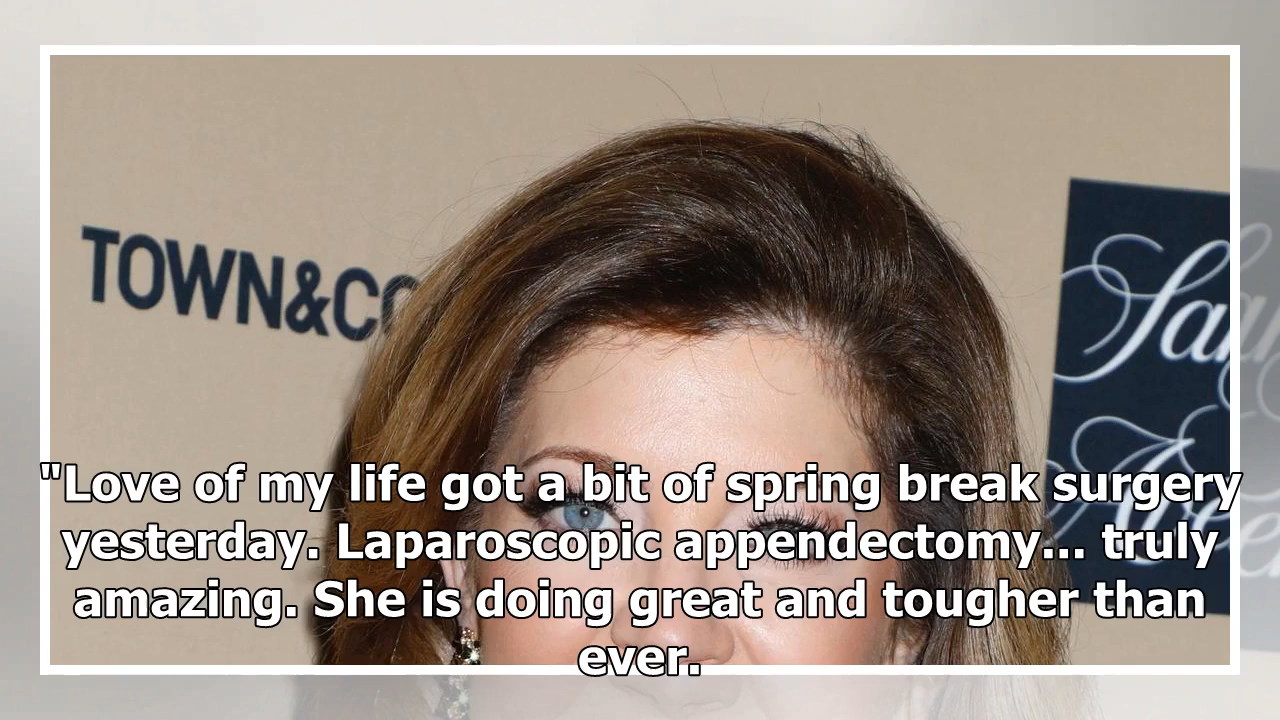 TOWN&CO
"Love of my life got a bit of spring break surgery
yesterday. Laparoscopic appendectomy... truly
amazing. She is doing great and tougher than
ever.